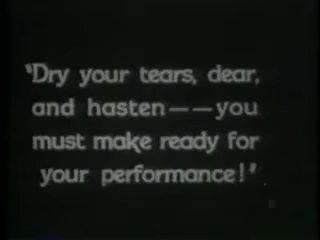 "Dry your tears, dear,
and hasten——you
must make ready for
your performance!"